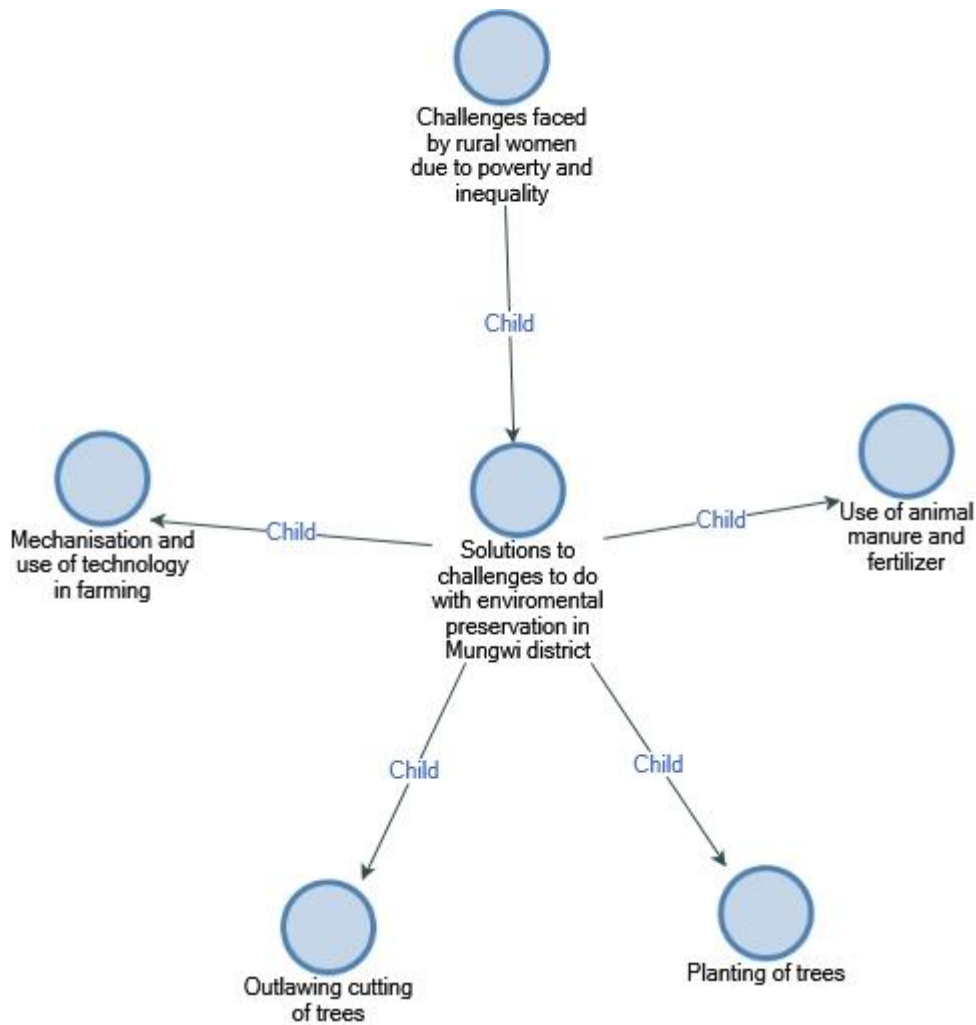 Challenges faced
by rural women
due to poverty and
inequality
Child
Mechanisation and
use of technology
in farming
Child
Solutions to
challenges to do
with enviromental
preservation in
Mungwi district
Child
Use of animal
manure and
fertilizer
Child
Child
Outlawing cutting
of trees
Planting of trees